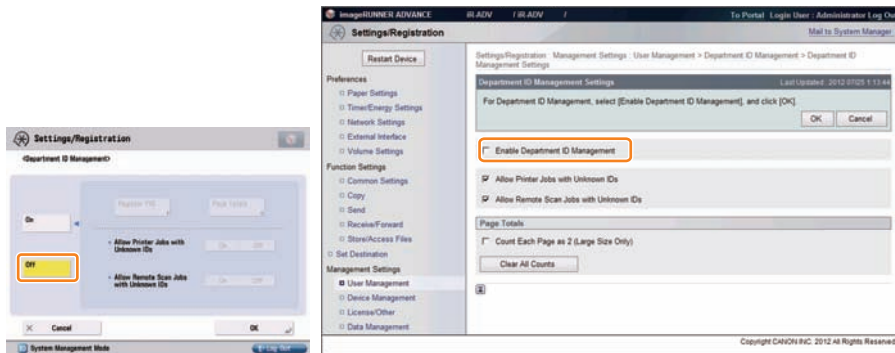 Settings/Registration
<Department ID Management>
On
Off
Register PIN
Page Totals
Allow Printer Jobs with
Unknown IDs
On
Off
Allow Remote Scan Jobs
with Unknown IDs
On
Off
Cancel
OK
System Management Mode
Log Out
imageRUNNER ADVANCE
iR-ADV / iR-ADV /
To Portal Login User : Administrator Log Ou
Settings/Registration
Mail to System Manager
Restart Device
Preferences
Paper Settings
Timer/Energy Settings
Network Settings
External Interface
Volume Settings
Function Settings
Common Settings
Copy
Send
Receive/Forward
Store/Access Files
Set Destination
Management Settings
User Management
Device Management
License/Other
Data Management
Settings/Registration : Management Settings : User Management > Department ID Management > Department ID
Management Settings
Department ID Management Settings
Last Updated : 2012 07/25 1:13:44
For Department ID Management, select [Enable Department ID Management], and click [OK].
OK
Cancel
Enable Department ID Management
Allow Printer Jobs with Unknown IDs
Allow Remote Scan Jobs with Unknown IDs
Page Totals
Count Each Page as 2 (Large Size Only)
Clear All Counts
Copyright CANON INC. 2012 All Rights Reserved